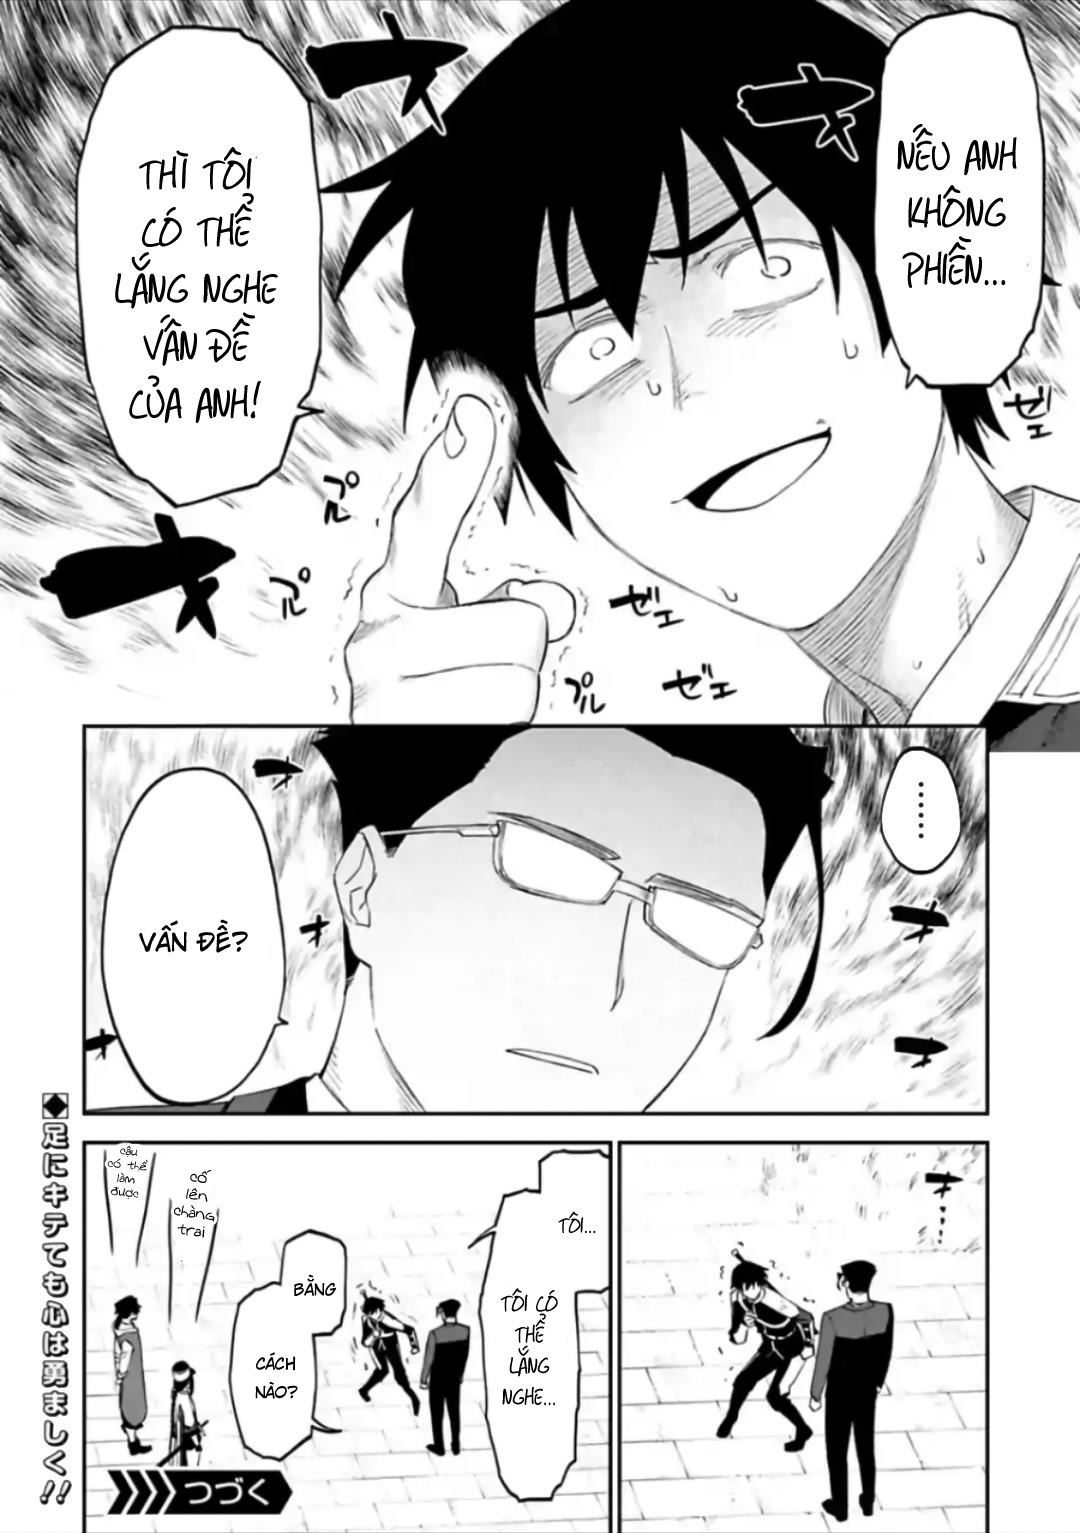 NẾU ANH
KHÔNG
PHIỀN...
THÌ TÔI
CÓ THỂ
LẮNG NGHE
VẤN ĐỀ
CỦA ANH!
ゼェ
プル
プル
ゼェ
ゼェ
プル
........
VẤN ĐỀ?
TÔI...
TÔI CÓ
THỂ
LẮNG
NGHE...
BẰNG
CÁCH
NÀO?
cố
lên
chàng
trai
cậu
có thể
làm
được
つづく
◆足にキテても心は勇ましく!!